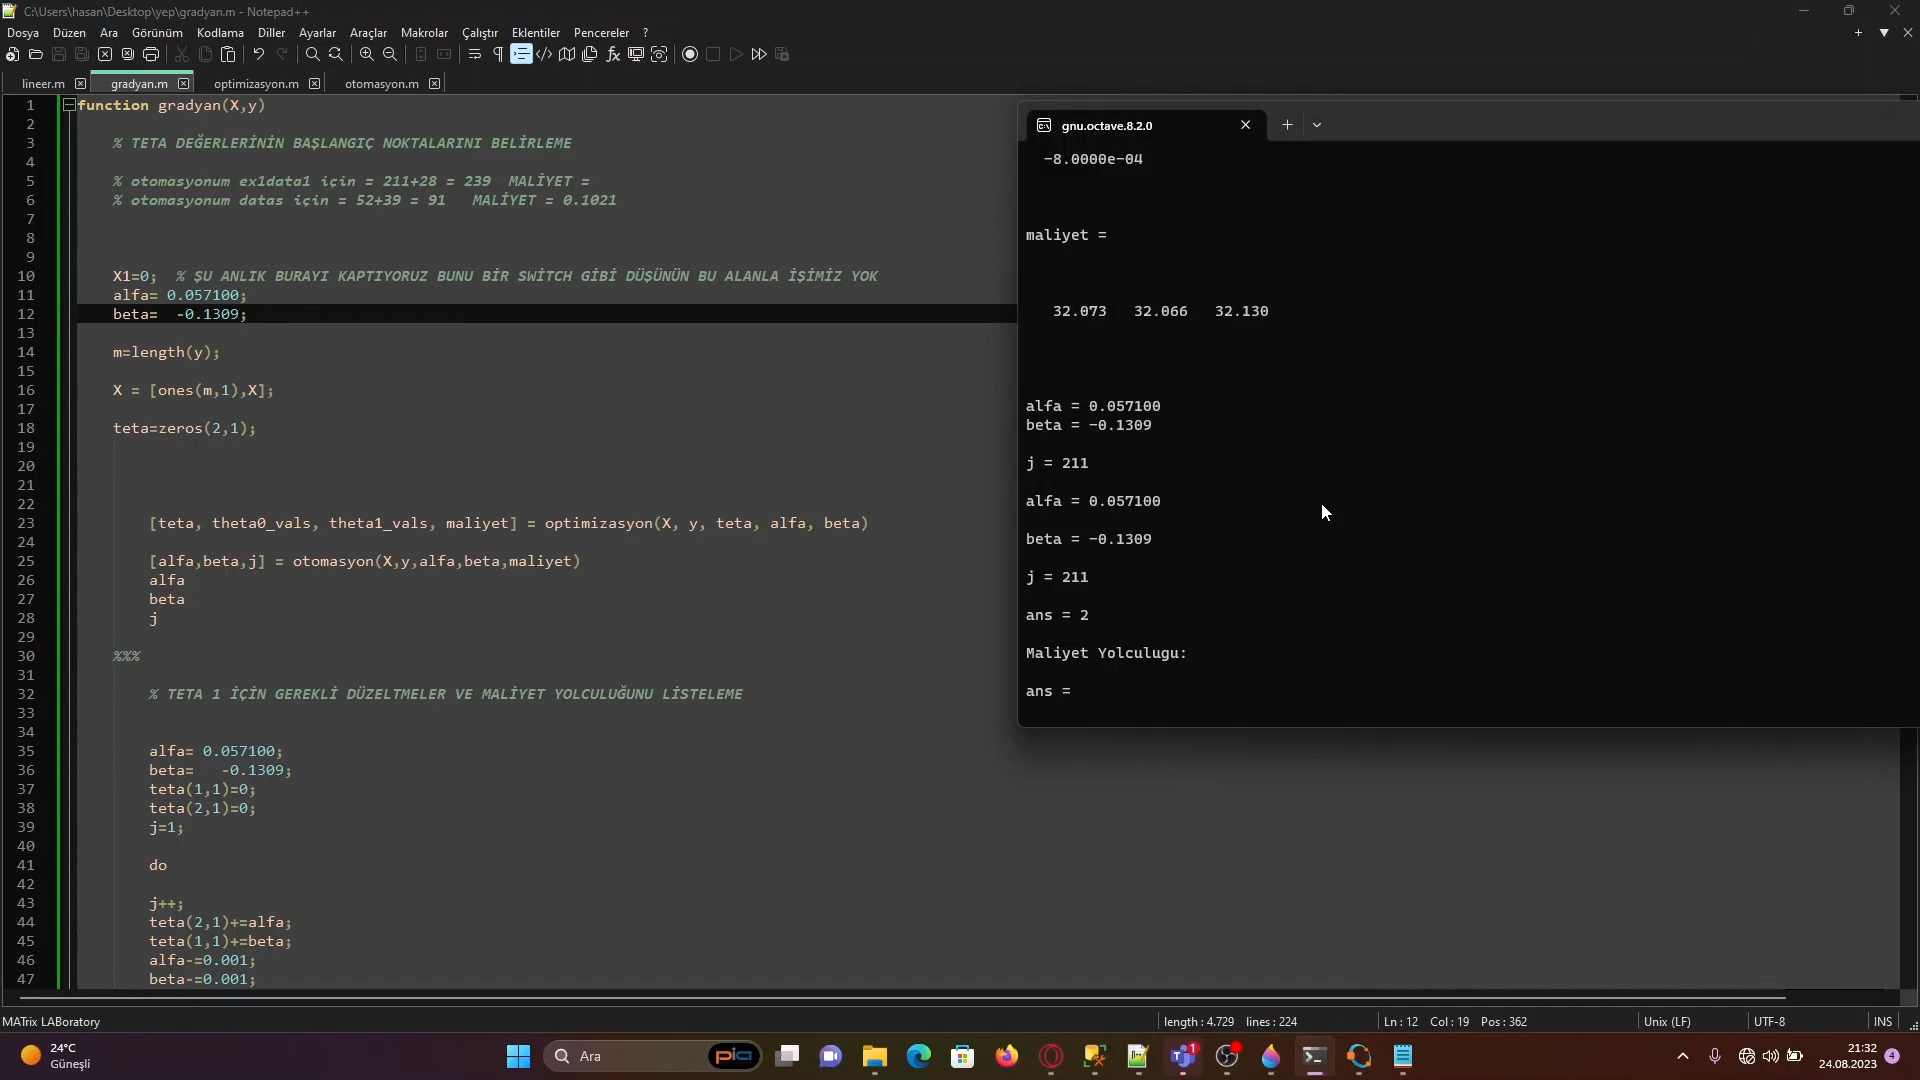 C:\Users\hasan\Desktop\yep\gradyan.m - Notepad++
Dosya Düzen Ara Görünüm Kodlama Diller Ayarlar Araçlar Makrolar Çalıştır Eklentiler Pencereler ?
lineer.m gradyan.m optimizasyon.m otomasyon.m
1 function gradyan(X,y)
2
3 % TETA DEĞERLERİNİN BAŞLANGIÇ NOKTALARINI BELİRLEME
4
5 % otomasyonum ex1data1 için = 211+28 = 239 MALİYET =
6 % otomasyonum datas için = 52+39 = 91 MALİYET = 0.1021
7
8
9
10 X1=0; % ŞU ANLIK BURAYI KAPTIYORUZ BUNU BİR SWİTCH GİBİ DÜŞÜNÜN BU ALANLA İŞİMİZ YOK
11 alfa= 0.057100;
12 beta= -0.1309;
13
14 m=length(y);
15
16 X = [ones(m,1),X];
17
18 teta=zeros(2,1);
19
20
21
22
23 [teta, theta0_vals, theta1_vals, maliyet] = optimizasyon(X, y, teta, alfa, beta)
24
25 [alfa,beta,j] = otomasyon(X,y,alfa,beta,maliyet)
26 alfa
27 beta
28 j
29
30 %%%
31
32 % TETA 1 İÇİN GEREKLİ DÜZELTMELER VE MALİYET YOLCULUĞUNU LİSTELEME
33
34
35 alfa= 0.057100;
36 beta= -0.1309;
37 teta(1,1)=0;
38 teta(2,1)=0;
39 j=1;
40
41 do
42
43 j++;
44 teta(2,1)+=alfa;
45 teta(1,1)+=beta;
46 alfa-=0.001;
47 beta-=0.001;
gnu.octave.8.2.0
-8.0000e-04
maliyet =
32.073 32.066 32.130
alfa = 0.057100
beta = -0.1309
j = 211
alfa = 0.057100
beta = -0.1309
j = 211
ans = 2
Maliyet Yolculugu:
ans =
MATrix LABoratory length : 4.729 lines : 224 Ln : 12 Col : 19 Pos : 362 Unix (LF) UTF-8 INS
24°C
Güneşli
Ara
pia
1
21:32
24.08.2023
4